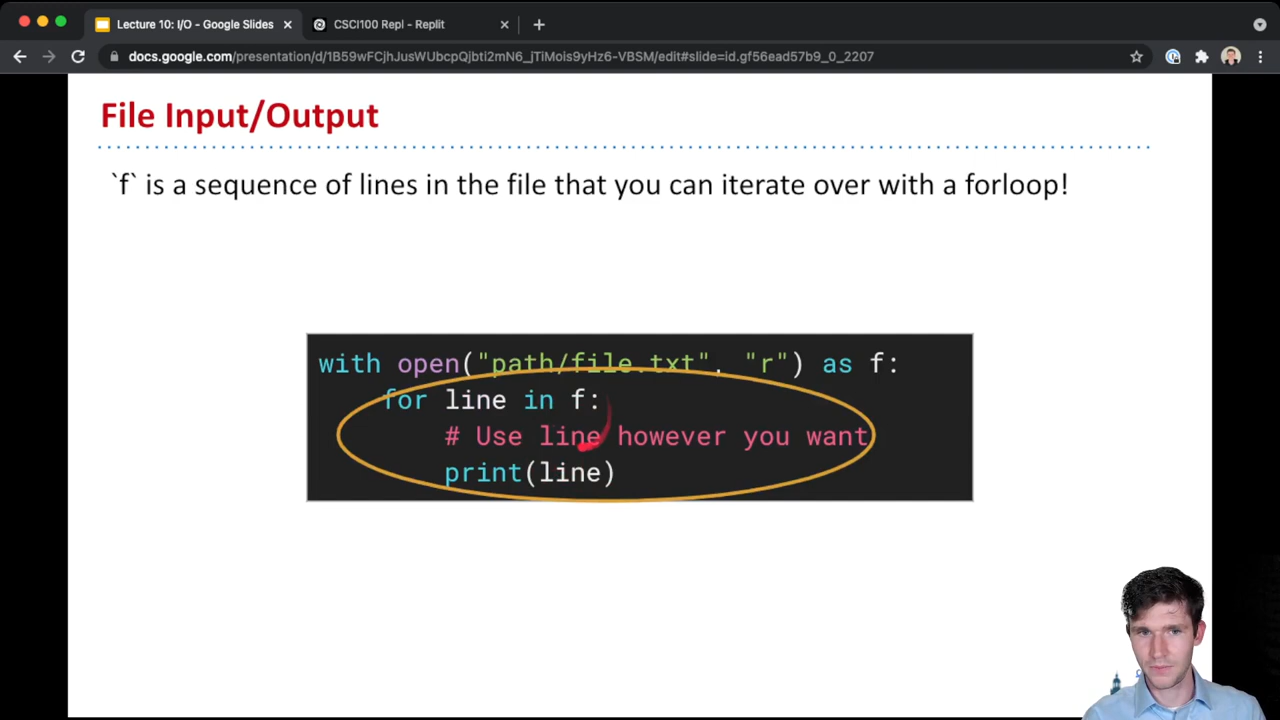 Lecture 10: I/O - Google Slides
CSCI100 Repl - Replit
docs.google.com/presentation/d/1B59wFCjhJusWUbcpQjbti2mN6_jTiMois9yHz6-VBSM/edit#slide=id.gf56ead57b9_0_2207
File Input/Output
`f` is a sequence of lines in the file that you can iterate over with a forloop!
with open("path/file.txt", "r") as f:
for line in f:
# Use line however you want
print(line)